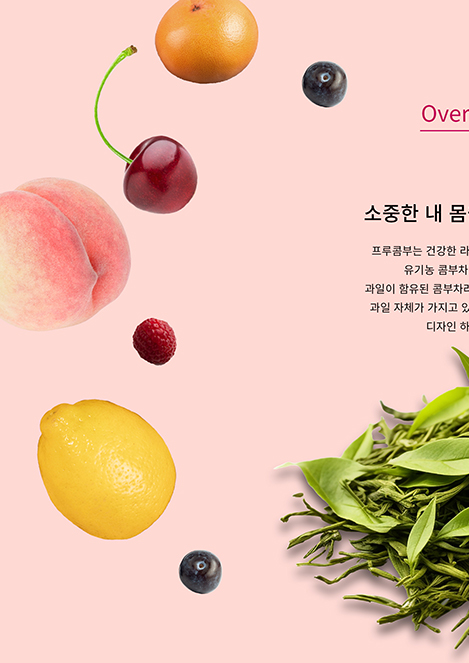 Over
소중한 내 몸
프루콤부는 건강한 라
유기농 콤부차
과일이 함유된 콤부차로
과일 자체가 가지고 있
디자인 하